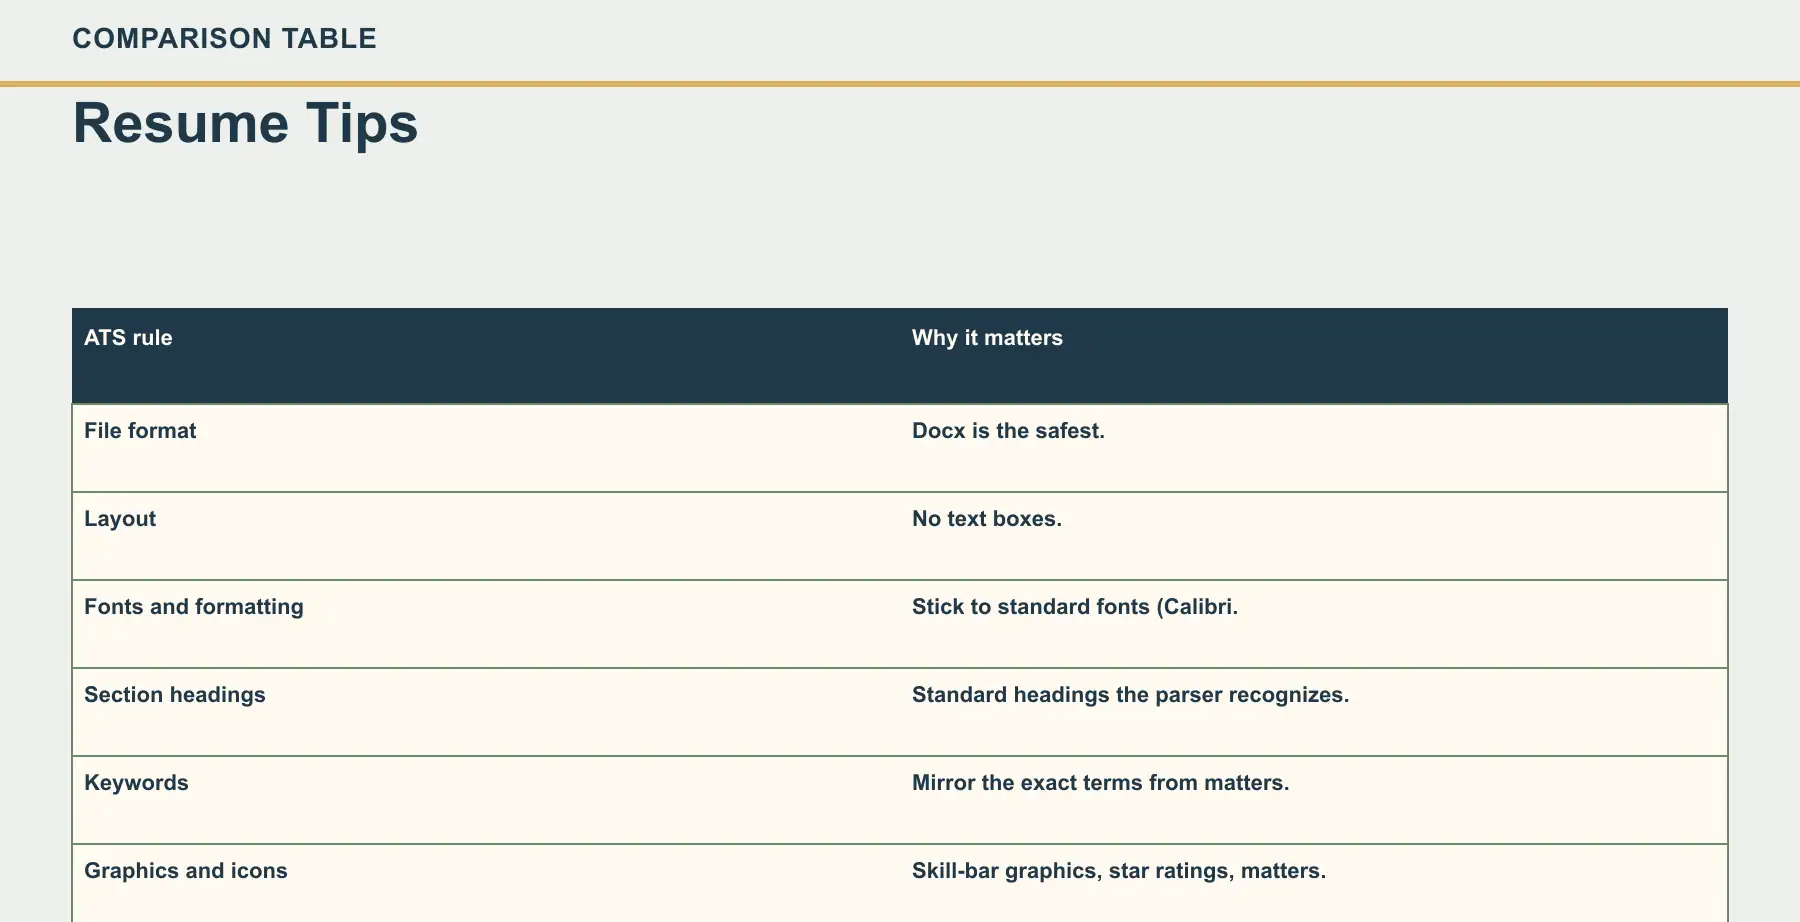 COMPARISON TABLE
Resume Tips
ATS rule Why it matters
File format Docx is the safest.
Layout No text boxes.
Fonts and formatting Stick to standard fonts (Calibri.
Section headings Standard headings the parser recognizes.
Keywords Mirror the exact terms from matters.
Graphics and icons Skill-bar graphics, star ratings, matters.